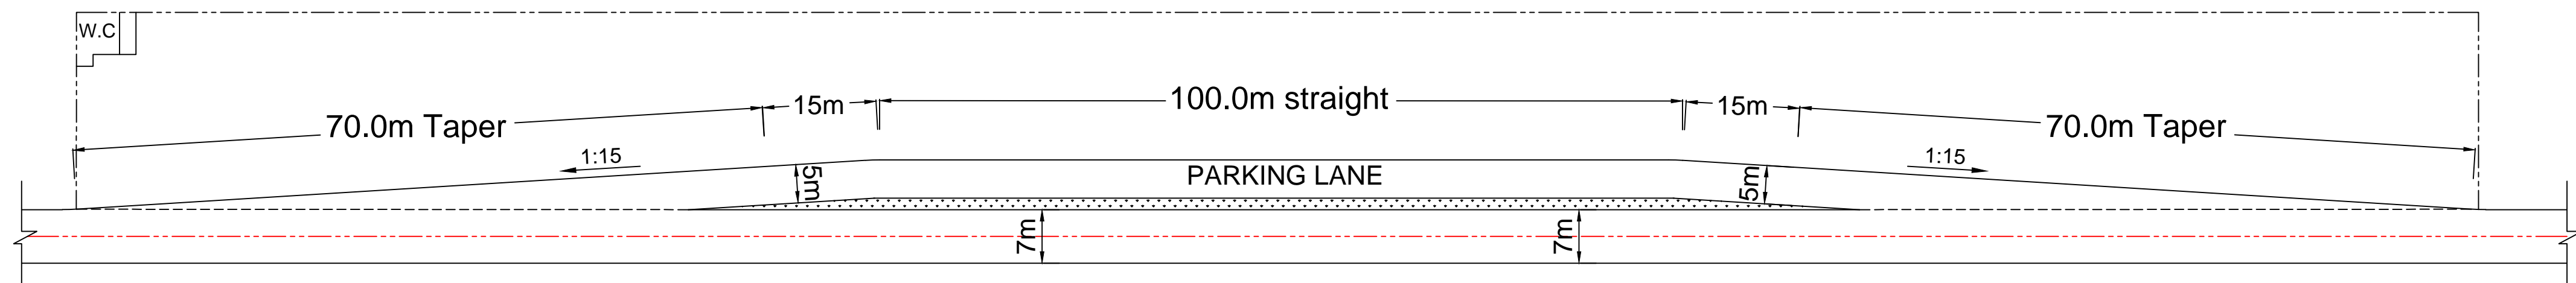 W.C
70.0m Taper
15m
100.0m straight
15m
70.0m Taper
1:15
1:15
5m
PARKING LANE
5m
7m
7m